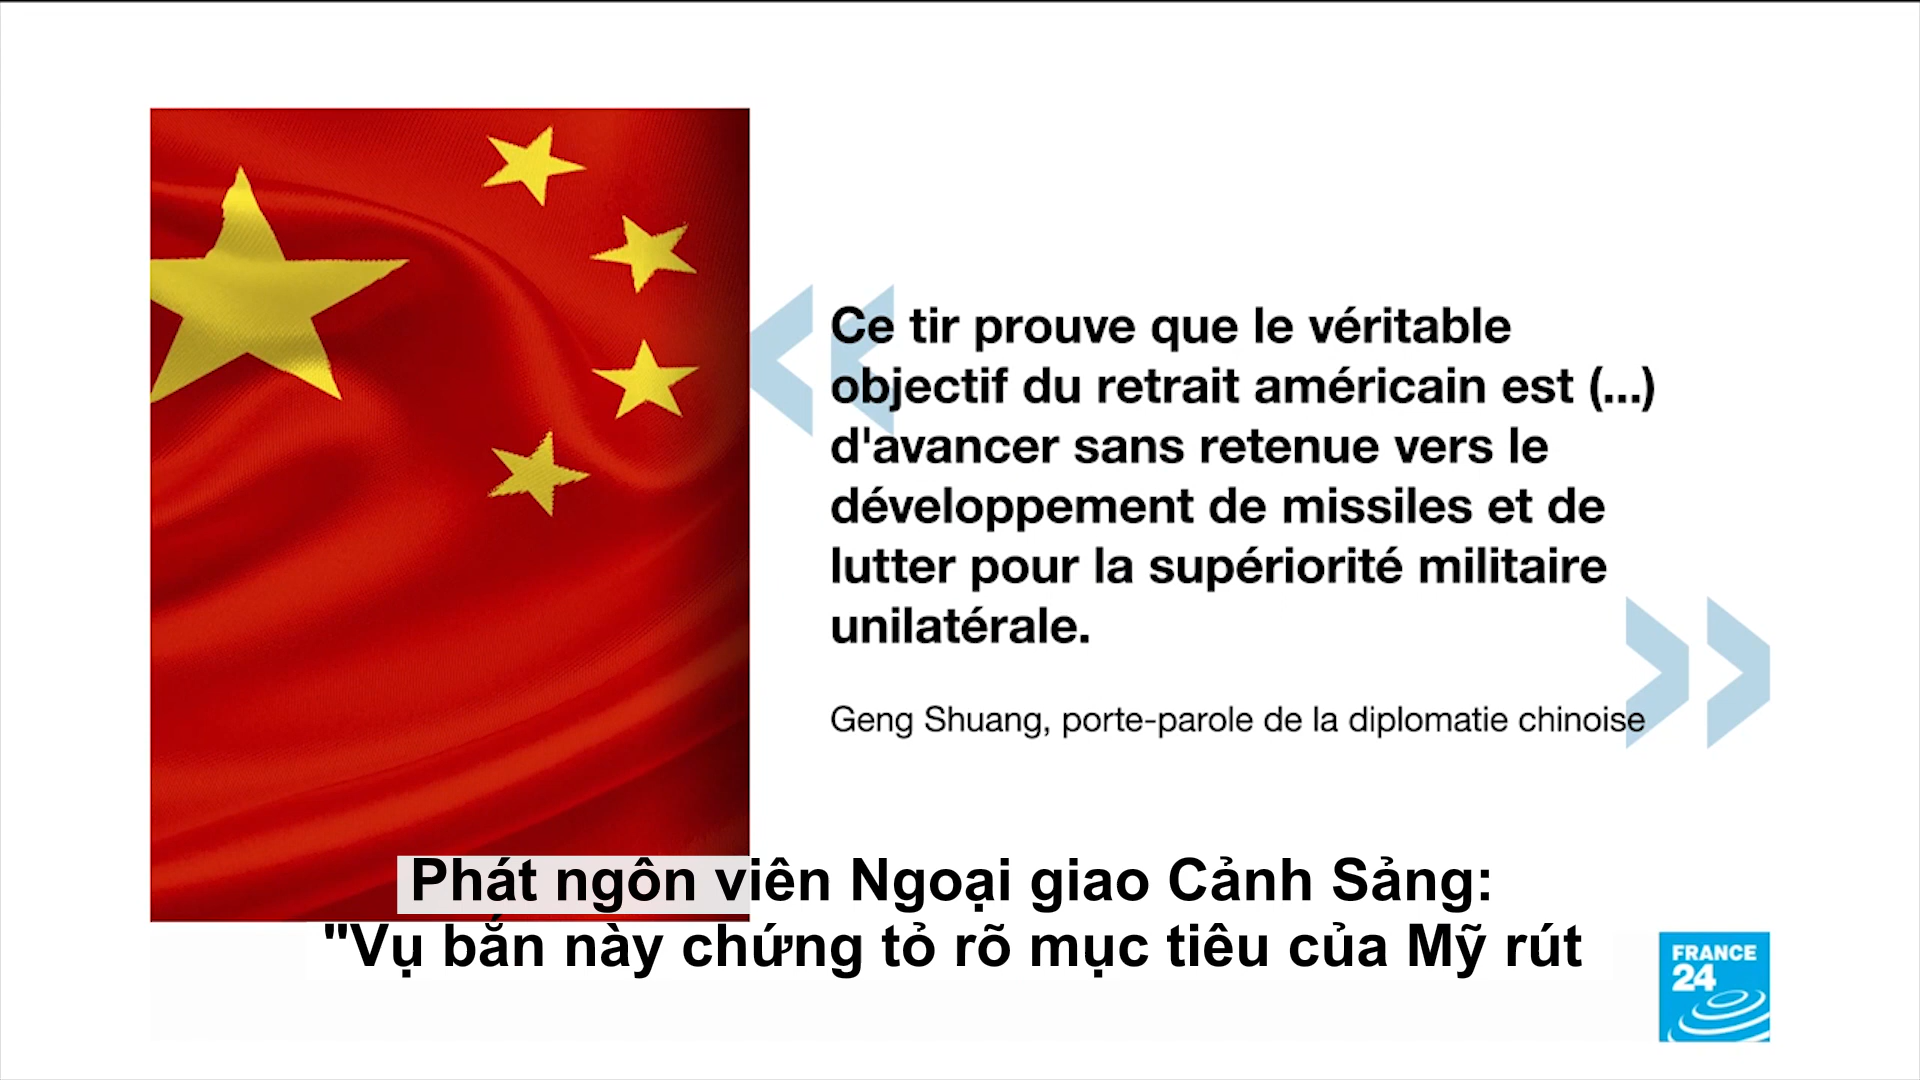 Ce tir prouve que le véritable
objectif du retrait américain est (...)
d'avancer sans retenue vers le
développement de missiles et de
lutter pour la supériorité militaire
unilatérale.
Geng Shuang, porte-parole de la diplomatie chinoise
Phát ngôn viên Ngoại giao Cảnh Sảng:
"Vụ bắn này chứng tỏ rõ mục tiêu của Mỹ rút
FRANCE
24